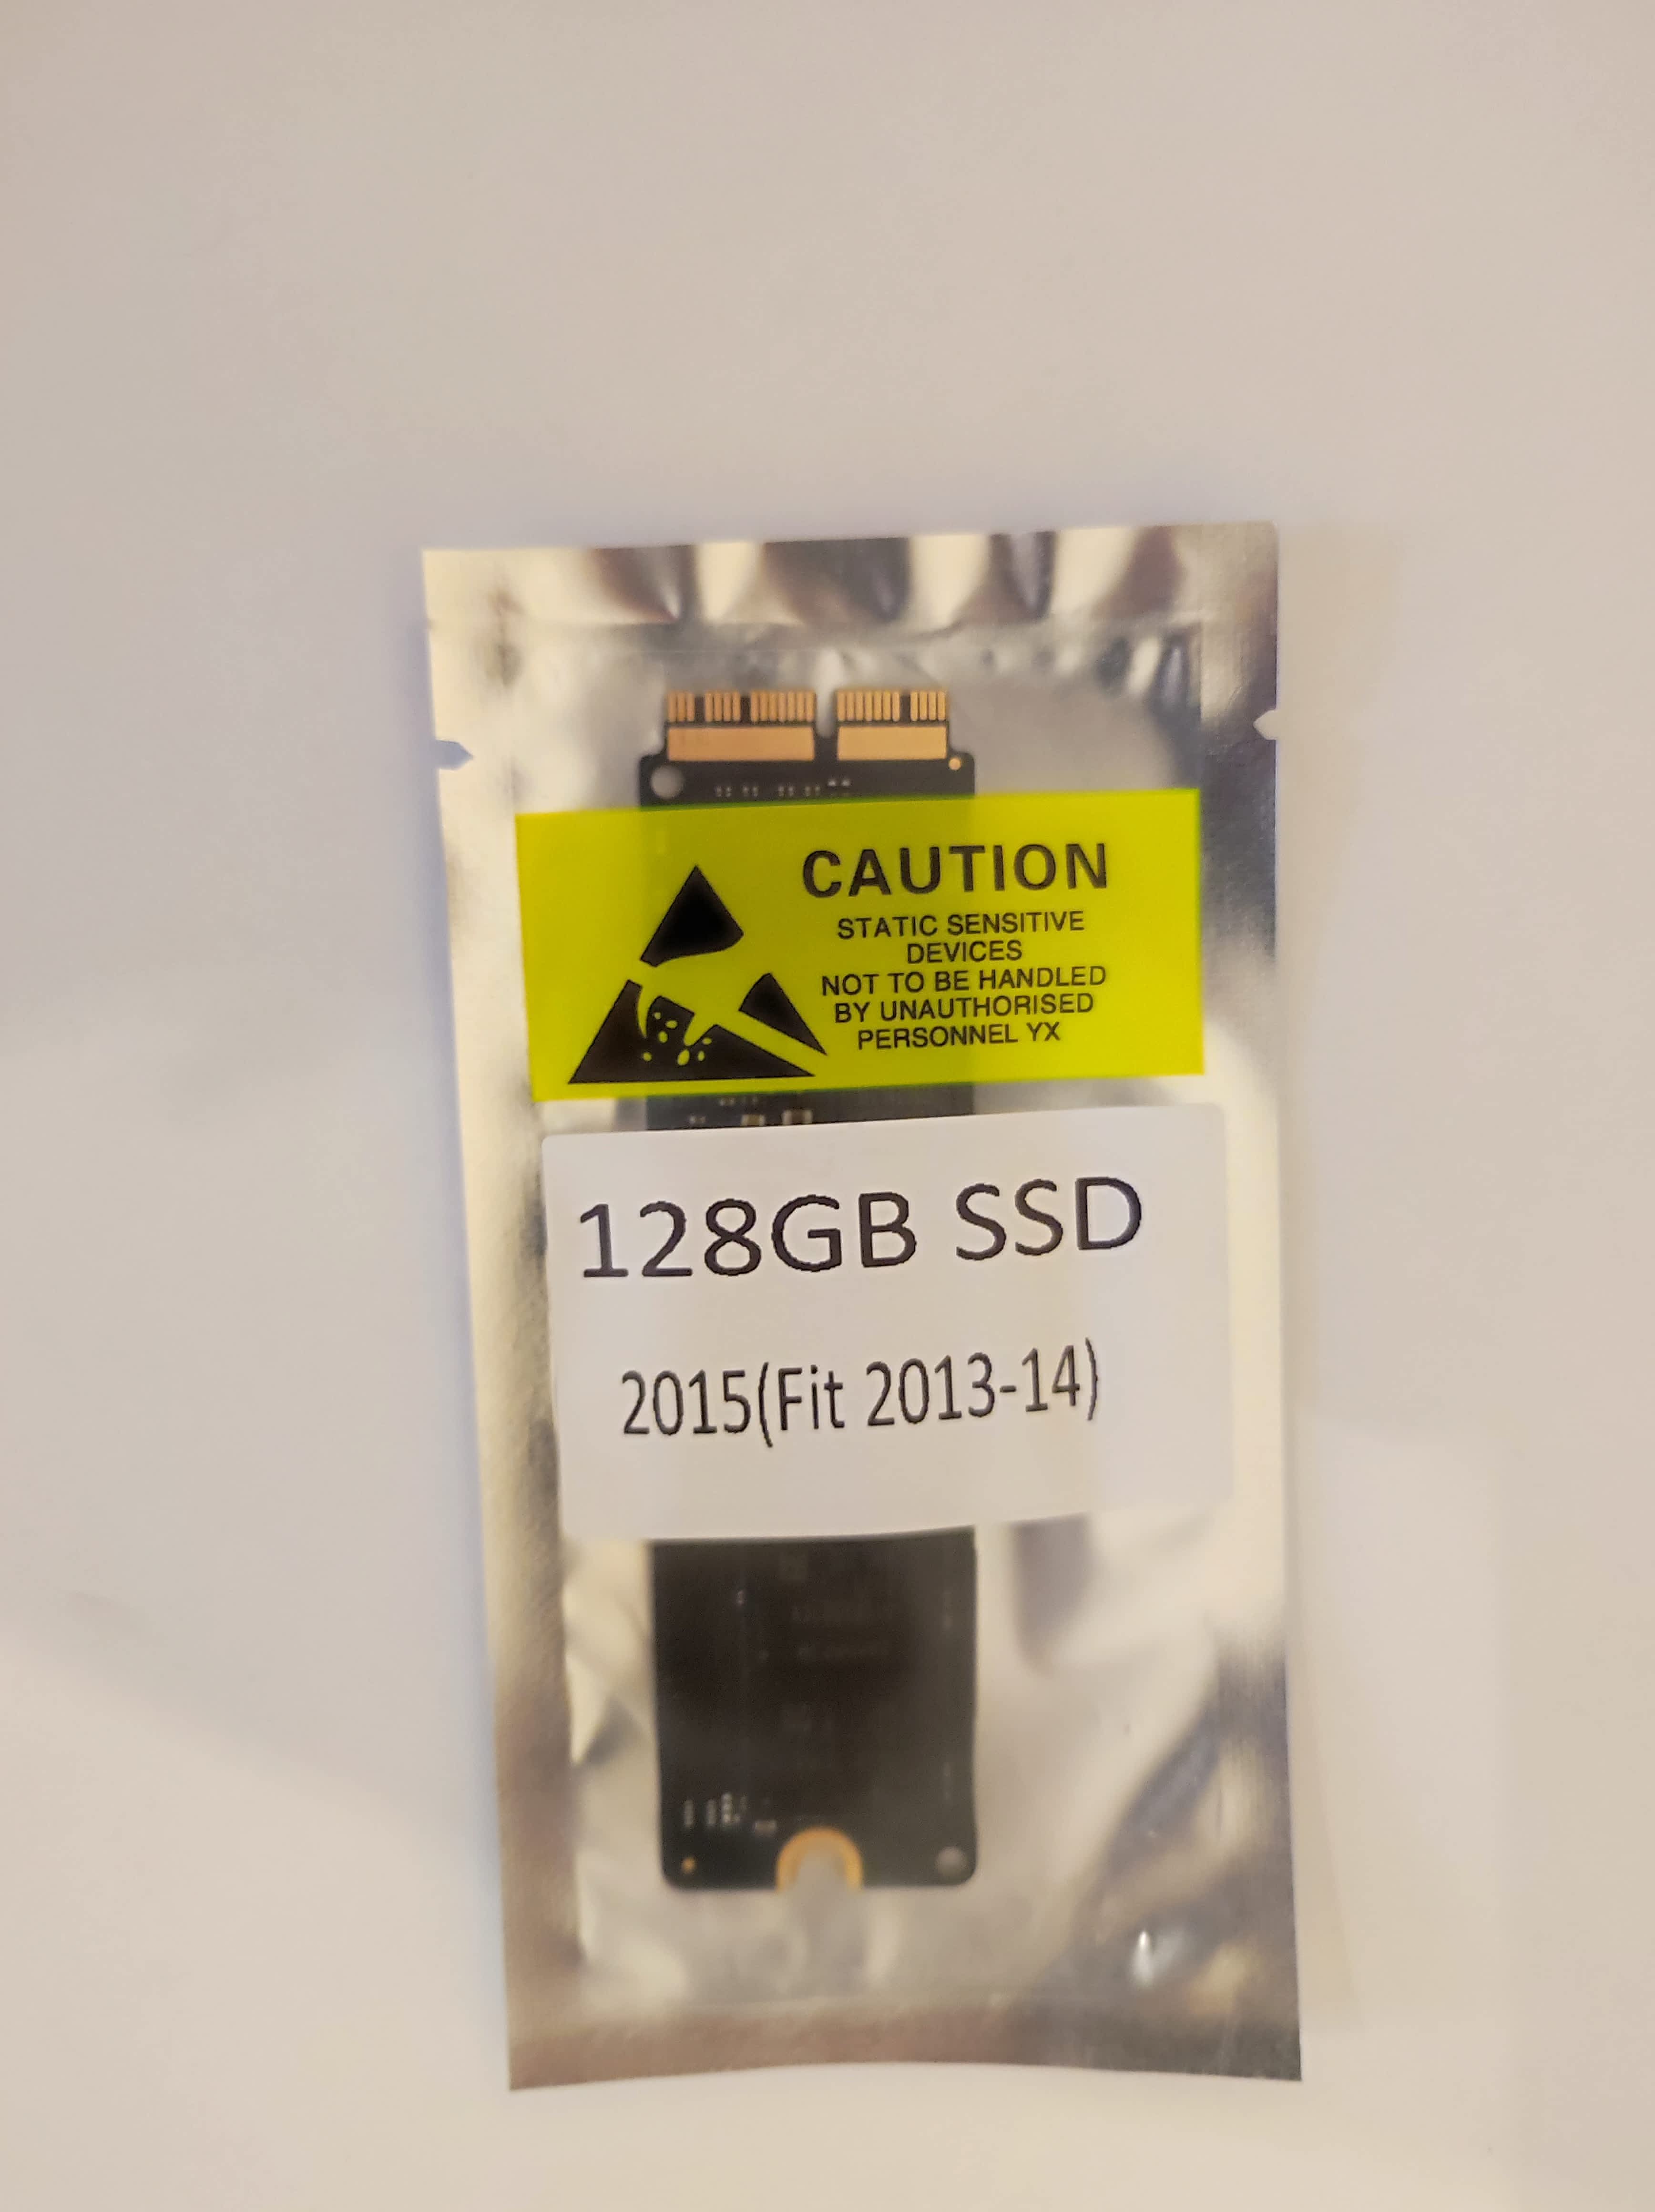 CAUTION
STATIC SENSITIVE
DEVICES
NOT TO BE HANDLED
BY UNAUTHORISED
PERSONNEL YX
128GB SSD
2015(Fit 2013-14)